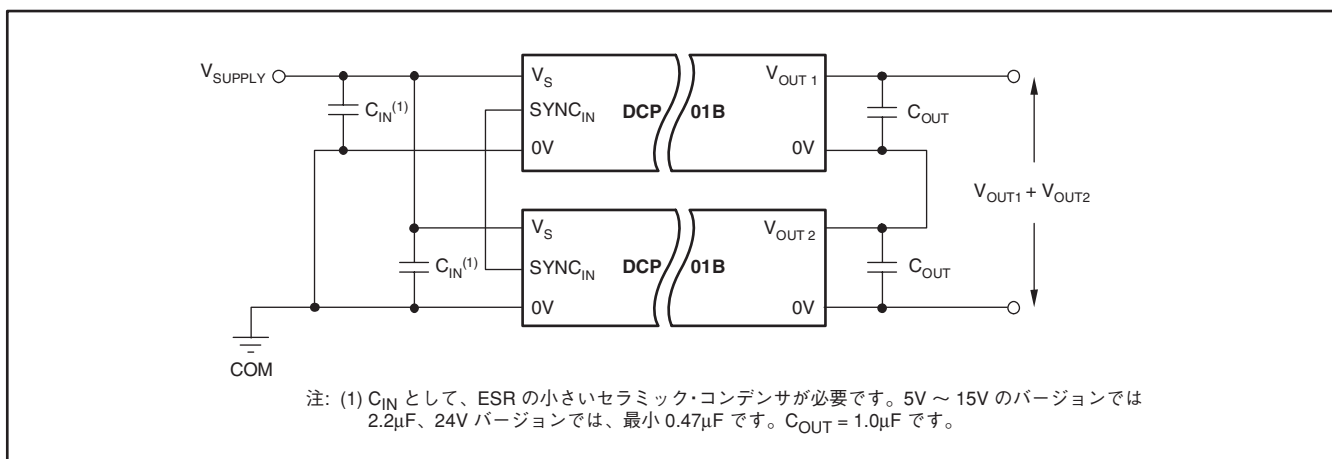 V_SUPPLY
C_IN(1)
V_S
SYNC_IN
0V
DCP
01B
V_OUT 1
0V
C_OUT
V_OUT1 + V_OUT2
C_IN(1)
V_S
SYNC_IN
0V
DCP
01B
V_OUT 2
0V
C_OUT
COM
注: (1) C_IN として、ESR の小さいセラミック・コンデンサが必要です。5V ～ 15V のバージョンでは
2.2μF、24V バージョンでは、最小 0.47μF です。C_OUT = 1.0μF です。